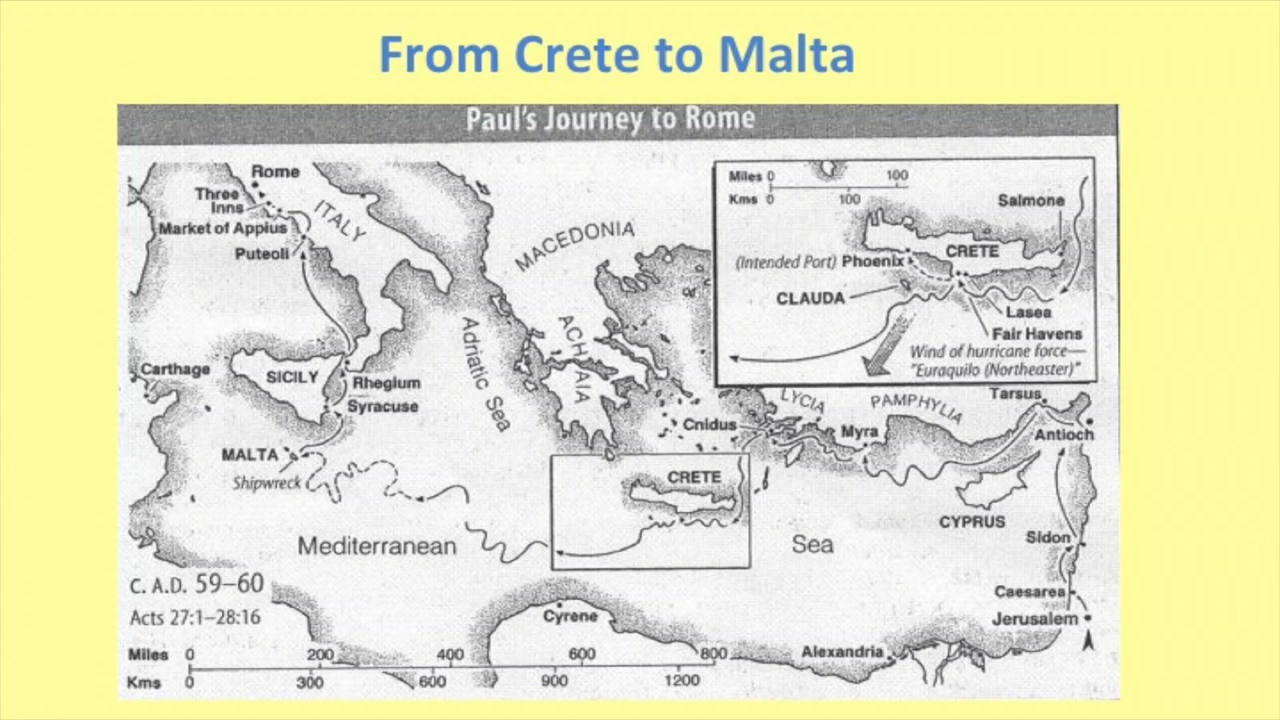 From Crete to Malta
Paul's Journey to Rome
Rome
Three
Inns
Market of Appius
Puteoli
ITALY
MACEDONIA
ACHAIA
Adriatic Sea
Carthage
SICILY
Rhegium
Syracuse
MALTA
Shipwreck
Mediterranean
Sea
C. A.D. 59–60
Acts 27:1–28:16
Miles 0 200 400 600 800
Kms 0 300 600 900 1200
Cyrene
Alexandria
CRETE
Cnidus
LYCIA
PAMPHYLIA
Myra
Tarsus
Antioch
CYPRUS
Sidon
Caesarea
Jerusalem
Miles 0 100
Kms 0 100
Salmone
CRETE
(Intended Port) Phoenix
CLAUDA
Lasea
Fair Havens
Wind of hurricane force—
"Euraquilo (Northeaster)"